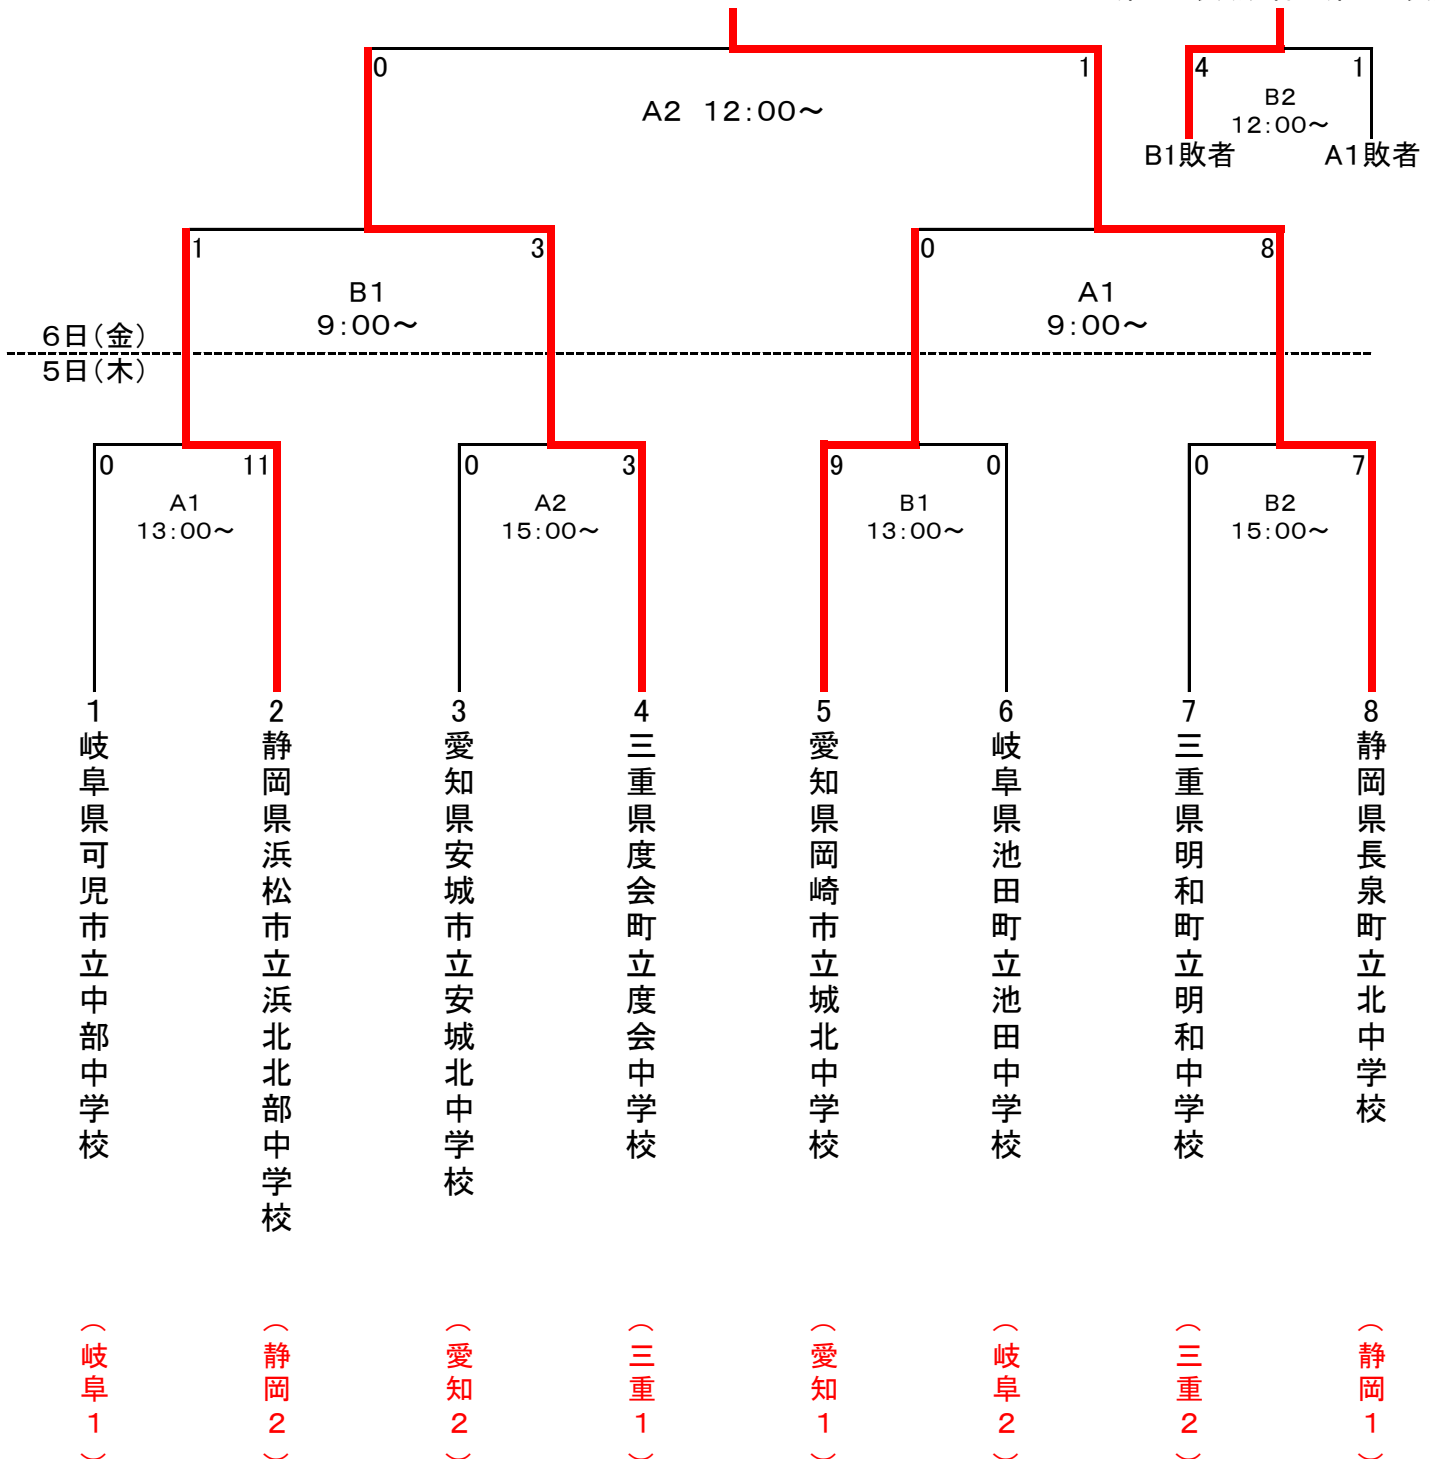 0
1
A2 12:00～
4
1
B2
12:00～
B1敗者
A1敗者
1
3
B1
9:00～
0
8
A1
9:00～
6日(金)
5日(木)
0
11
A1
13:00～
0
3
A2
15:00～
9
0
B1
13:00～
0
7
B2
15:00～
1
岐阜県可児市立中部中学校
(岐阜1)
2
静岡県浜松市立浜北北部中学校
(静岡2)
3
愛知県安城市立安城北中学校
(愛知2)
4
三重県度会町立度会中学校
(三重1)
5
愛知県岡崎市立城北中学校
(愛知1)
6
岐阜県池田町立池田中学校
(岐阜2)
7
三重県明和町立明和中学校
(三重2)
8
静岡県長泉町立北中学校
(静岡1)